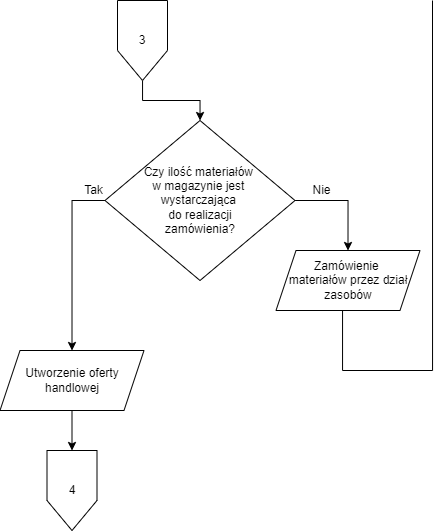 3
Czy ilość materiałów
w magazynie jest
wystarczająca
do realizacji
zamówienia?
Tak
Nie
Zamówienie
materiałów przez dział
zasobów
Utworzenie oferty
handlowej
4